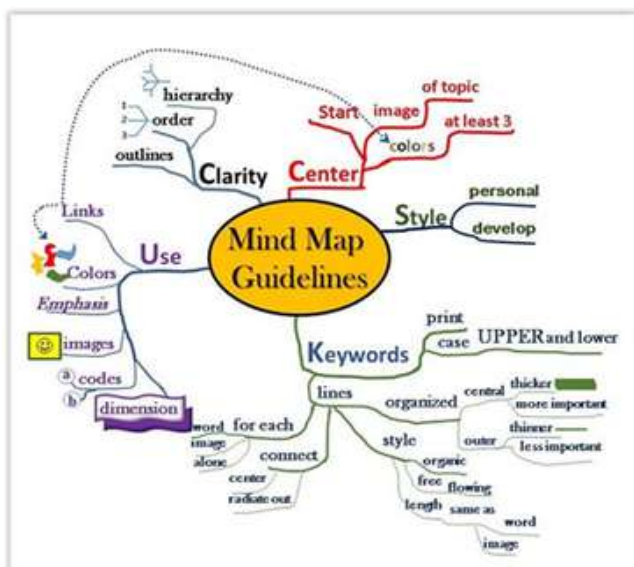 Mind Map
Guidelines
Center
Start
image
of topic
colors
at least 3
Style
personal
develop
Keywords
print
case
UPPER and lower
lines
organized
central
thicker
more important
outer
thinner
less important
style
organic
free
flowing
length
same as
word
image
connect
center
radiate out
for each
word
image
alone
Use
Links
Colors
Emphasis
images
codes
a
b
dimension
Clarity
hierarchy
order
1
2
3
outlines